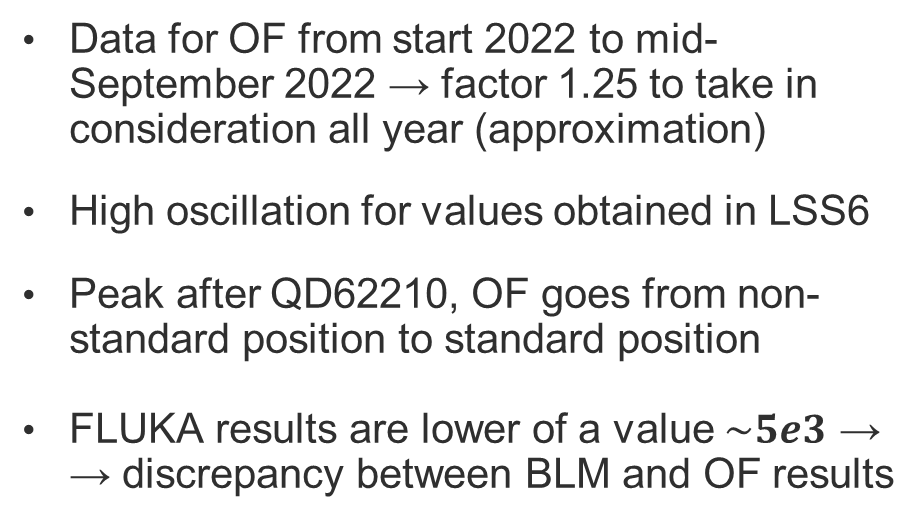 • Data for OF from start 2022 to mid-
September 2022 → factor 1.25 to take in
consideration all year (approximation)
• High oscillation for values obtained in LSS6
• Peak after QD62210, OF goes from non-
standard position to standard position
• FLUKA results are lower of a value ~5e3 →
→ discrepancy between BLM and OF results